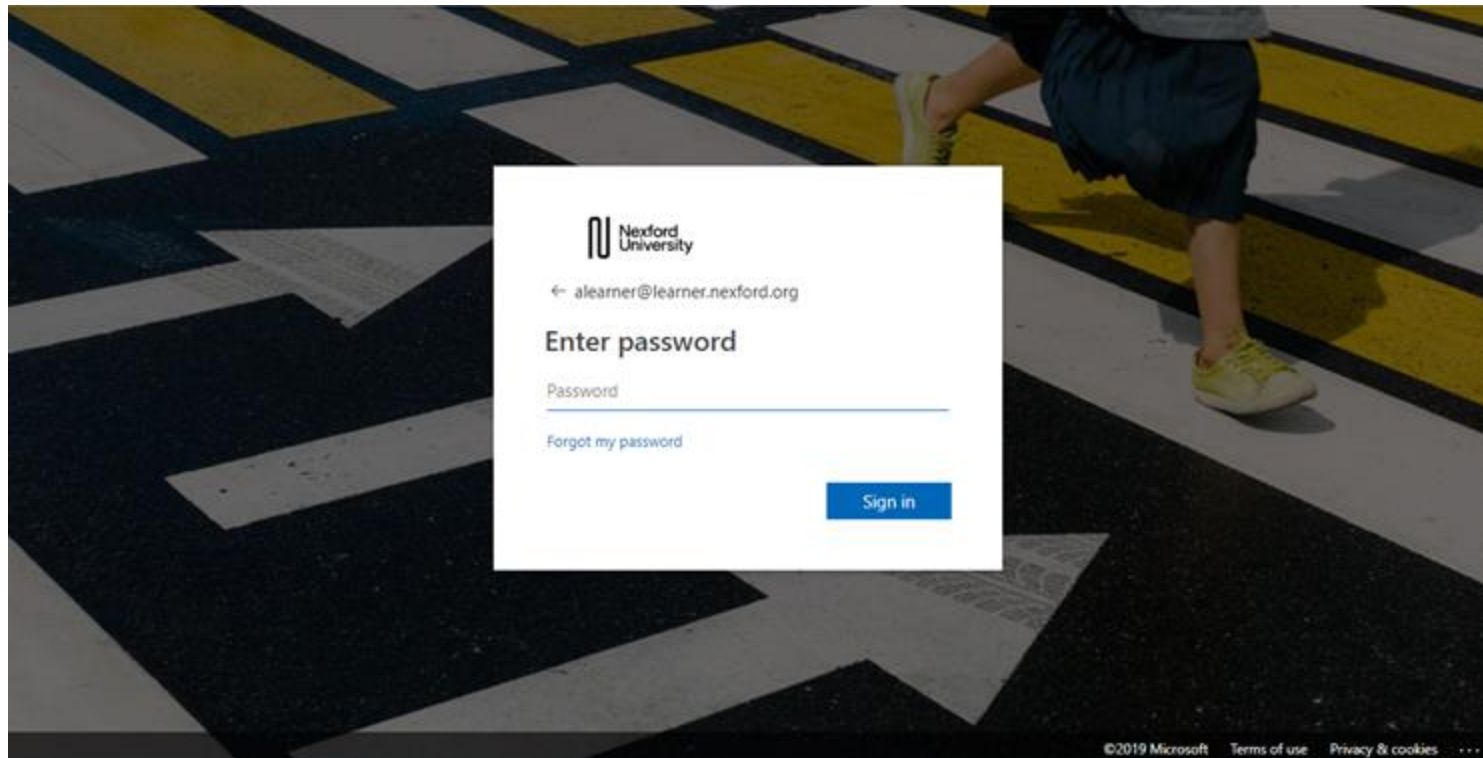 Nexford
University
← alearner@learner.nexford.org
Enter password
Password
Forgot my password
Sign in
©2019 Microsoft Terms of use Privacy & cookies ...